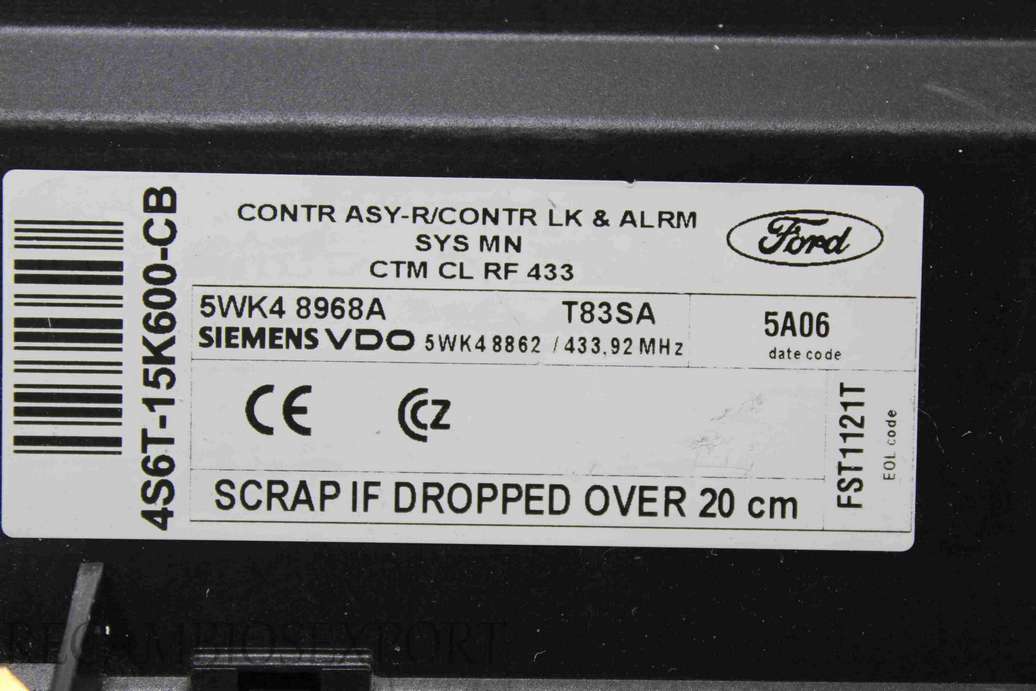 4S6T-15K600-CB
CONTR ASY-R/CONTR LK & ALRM
SYS MN
CTM CL RF 433
Ford
5WK4 8968A T83SA
SIEMENS VDO 5WK4 8862 / 433,92 MHz
5A06
date code
CE CCZ
SCRAP IF DROPPED OVER 20 cm
FST1121T
EOL code
RECAMBIOSEXPORT